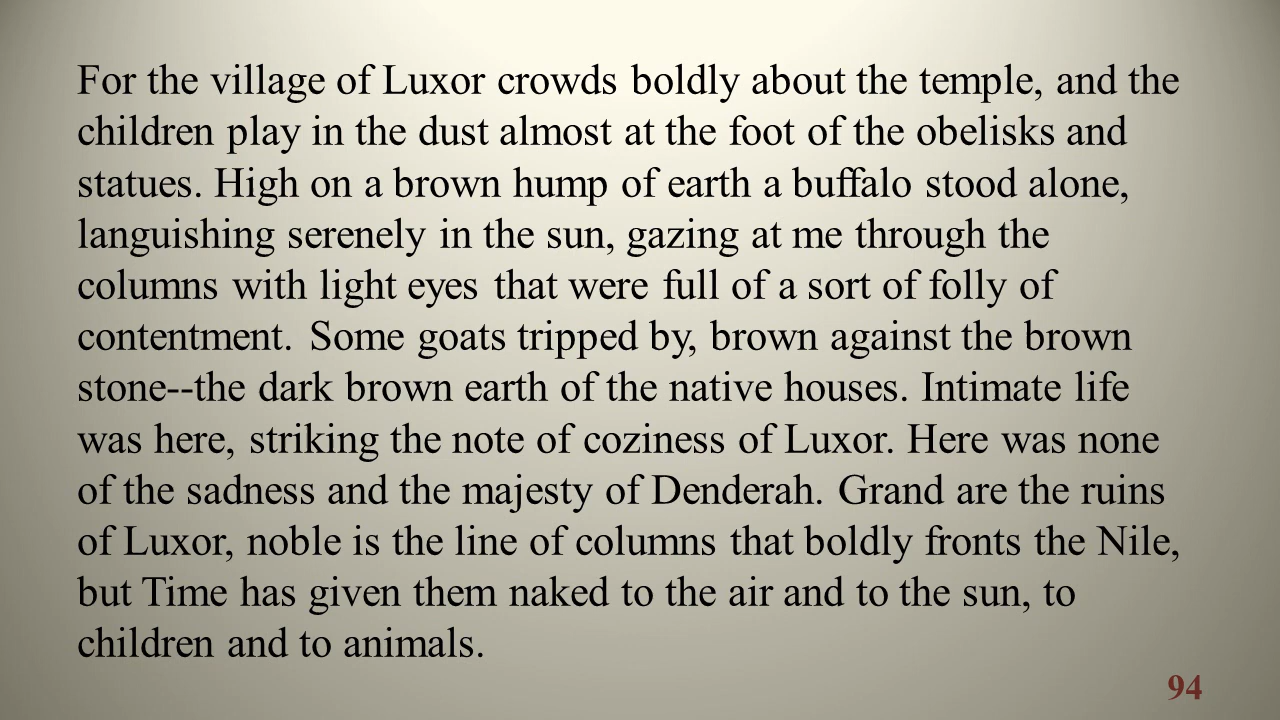 For the village of Luxor crowds boldly about the temple, and the
children play in the dust almost at the foot of the obelisks and
statues. High on a brown hump of earth a buffalo stood alone,
languishing serenely in the sun, gazing at me through the
columns with light eyes that were full of a sort of folly of
contentment. Some goats tripped by, brown against the brown
stone--the dark brown earth of the native houses. Intimate life
was here, striking the note of coziness of Luxor. Here was none
of the sadness and the majesty of Denderah. Grand are the ruins
of Luxor, noble is the line of columns that boldly fronts the Nile,
but Time has given them naked to the air and to the sun, to
children and to animals.
94